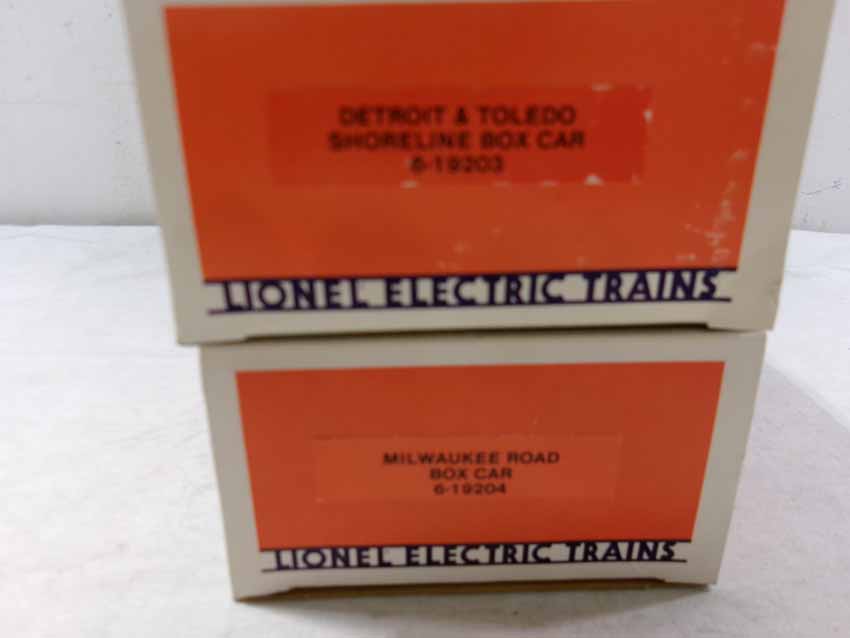 DETROIT & TOLEDO
SHORELINE BOX CAR
6-19203
LIONEL ELECTRIC TRAINS
MILWAUKEE ROAD
BOX CAR
6-19204
LIONEL ELECTRIC TRAINS